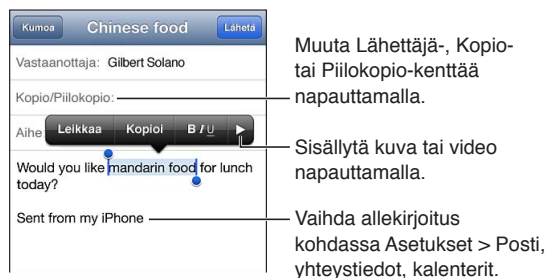 Kumoa Chinese food Lähetä
Vastaanottaja: Gilbert Solano
Kopio/Piilokopio:
Aihe Leikkaa Kopioi B I U
Would you like mandarin food for lunch
today?
Sent from my iPhone
Muuta Lähettäjä-, Kopio-
tai Piilokopio-kenttää
napauttamalla.
Sisällytä kuva tai video
napauttamalla.
Vaihda allekirjoitus
kohdassa Asetukset > Posti,
yhteystiedot, kalenterit.